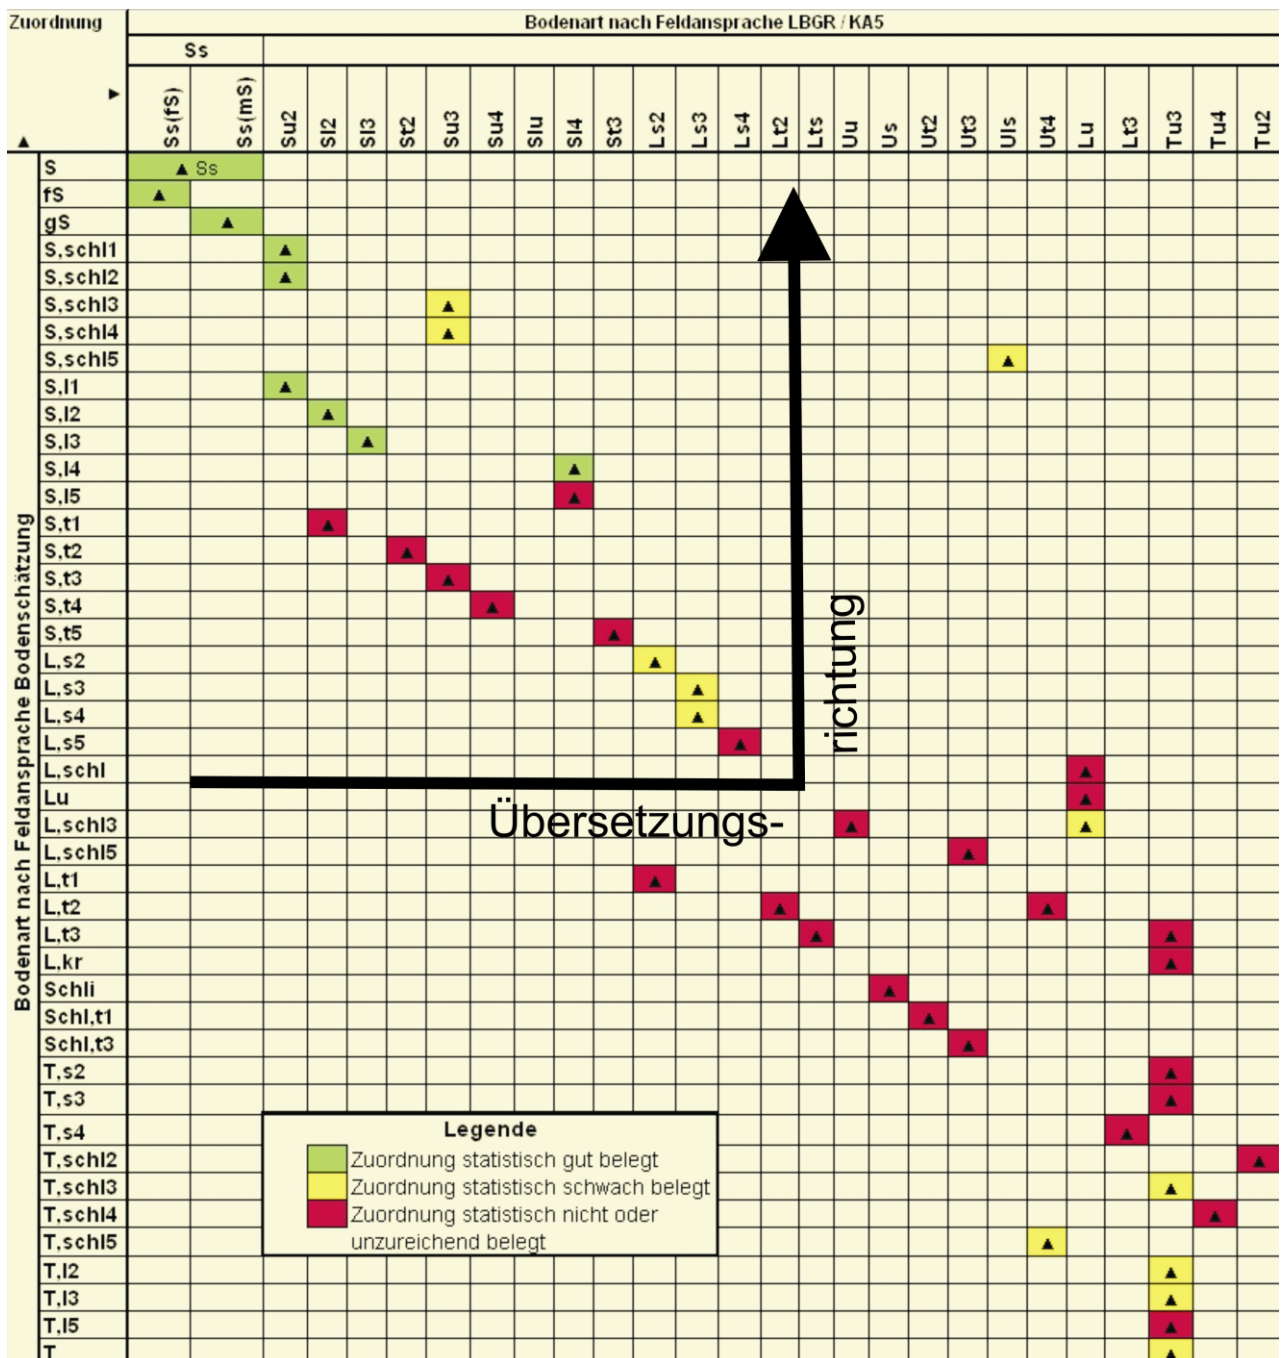 Zuordnung
Bodenart nach Feldansprache LBGR / KA5
Ss
Ss(fS) Ss(mS) Su2 Sl2 Sl3 St2 Su3 Su4 Slu Sl4 St3 Ls2 Ls3 Ls4 Lt2 Lts Uu Us Ut2 Ut3 Uls Ut4 Lu Lt3 Tu3 Tu4 Tu2
Bodenart nach Feldansprache Bodenschätzung
S ▲ Ss
fS
gS
S,schl1
S,schl2
S,schl3
S,schl4
S,schl5
S,l1
S,l2
S,l3
S,l4
S,l5
S,t1
S,t2
S,t3
S,t4
S,t5
L,s2
L,s3
L,s4
L,s5
L,schl
Lu
L,schl3
L,schl5
L,t1
L,t2
L,t3
L,kr
Schli
Schl,t1
Schl,t3
T,s2
T,s3
T,s4
T,schl2
T,schl3
T,schl4
T,schl5
T,l2
T,l3
T,l5
T
Übersetzungs-
richtung
Legende
Zuordnung statistisch gut belegt
Zuordnung statistisch schwach belegt
Zuordnung statistisch nicht oder
unzureichend belegt